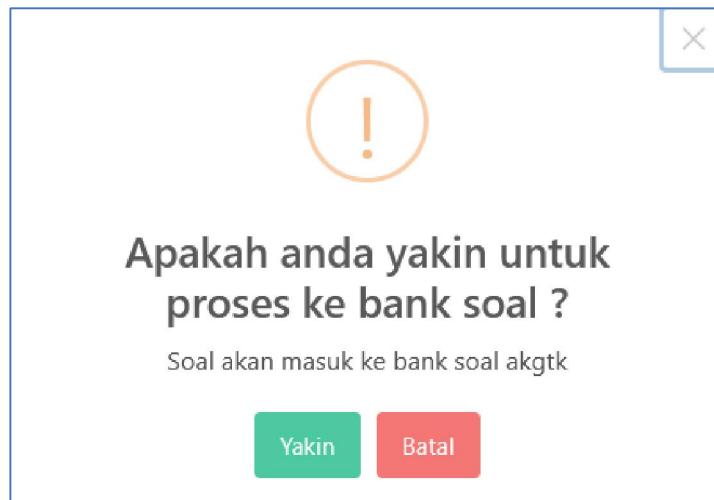 Apakah anda yakin untuk
proses ke bank soal ?
Soal akan masuk ke bank soal akgtk
Yakin Batal